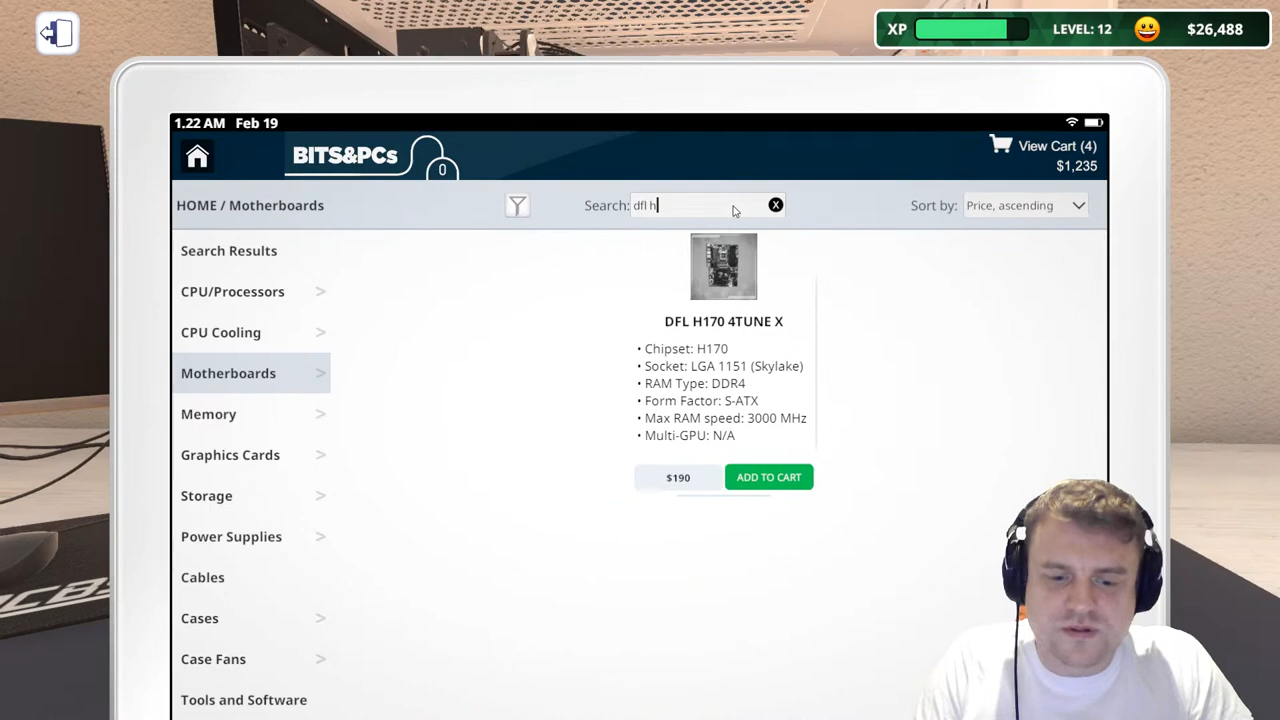 XP
LEVEL: 12
$26,488
1.22 AM Feb 19
BITS&PCs
0
View Cart (4)
$1,235
HOME / Motherboards
Search: dfl h
X
Sort by: Price, ascending
Search Results
CPU/Processors >
CPU Cooling >
Motherboards >
Memory >
Graphics Cards >
Storage >
Power Supplies >
Cables
Cases >
Case Fans >
Tools and Software
DFL H170 4TUNE X
• Chipset: H170
• Socket: LGA 1151 (Skylake)
• RAM Type: DDR4
• Form Factor: S-ATX
• Max RAM speed: 3000 MHz
• Multi-GPU: N/A
$190
ADD TO CART